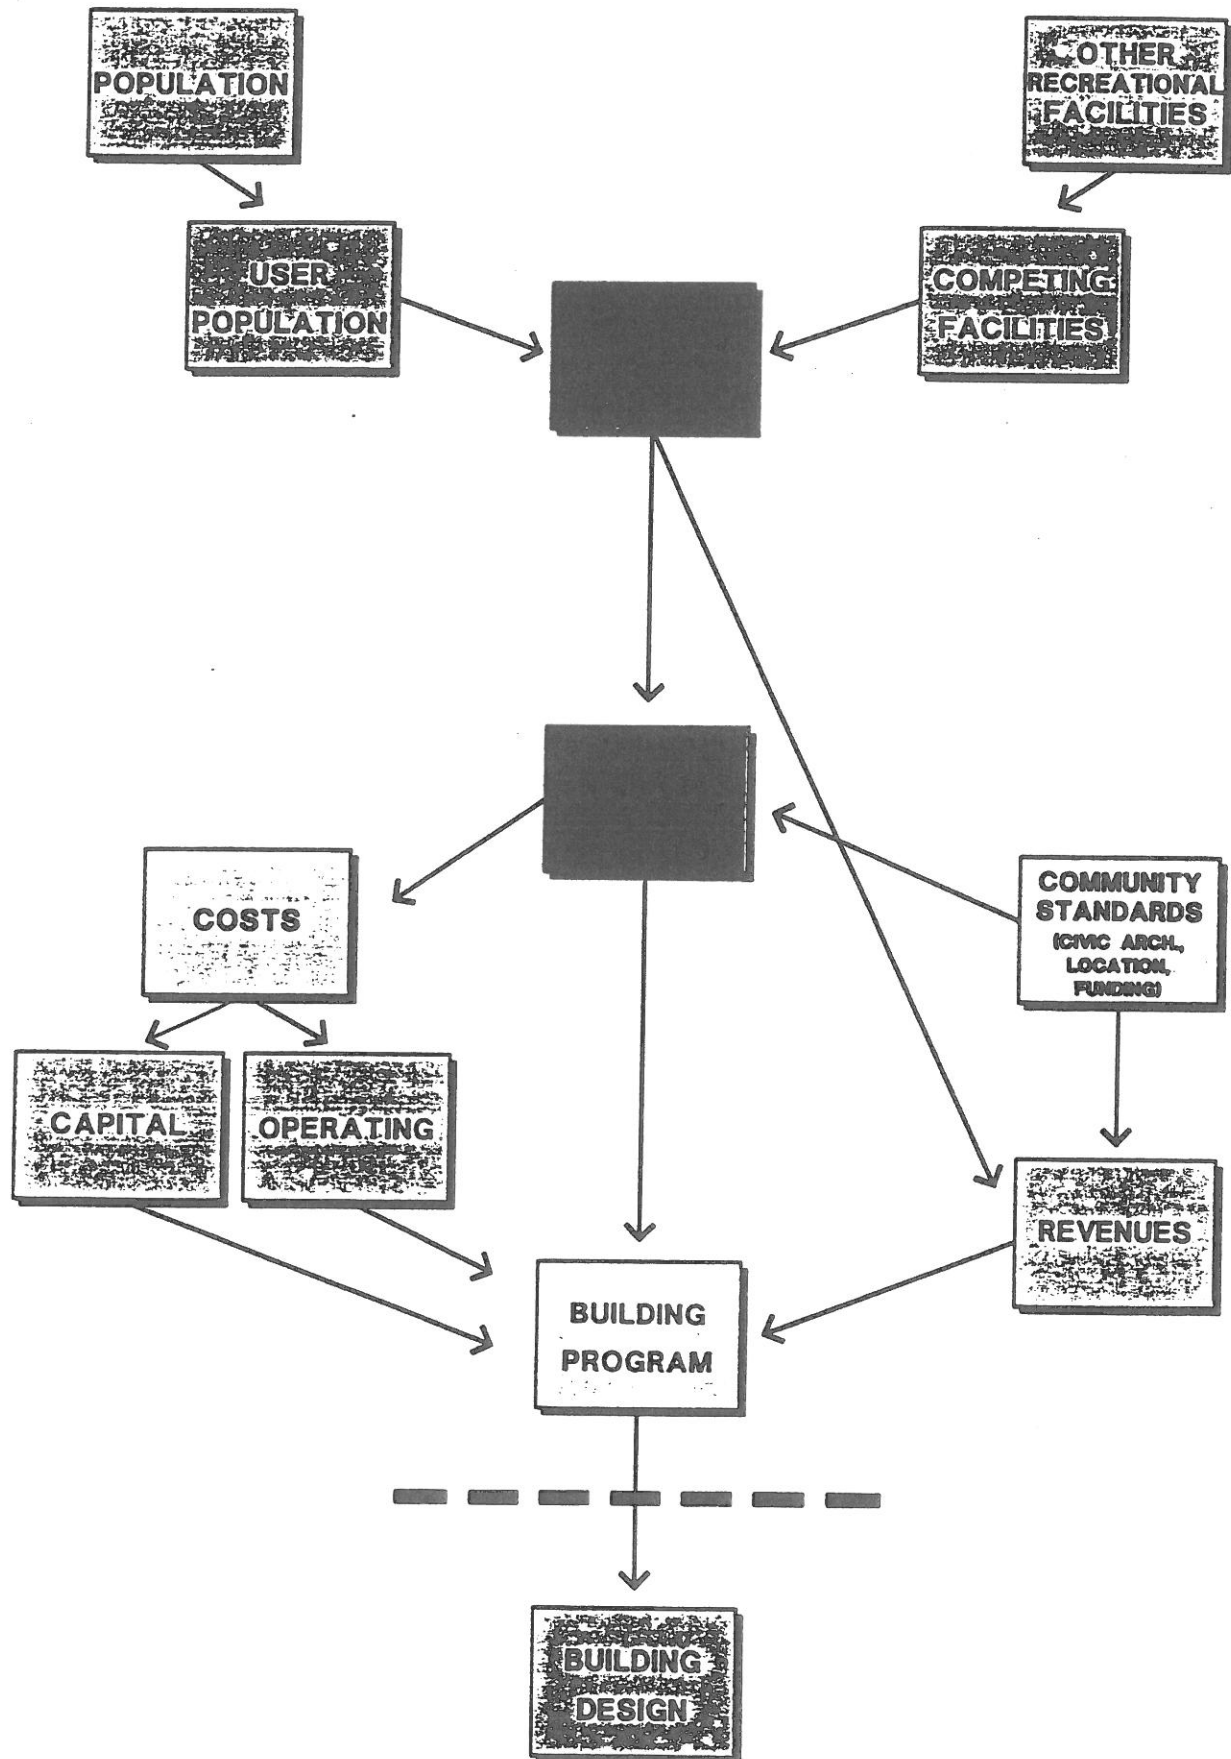 POPULATION
OTHER
RECREATIONAL
FACILITIES
USER
POPULATION
COMPETING
FACILITIES
COSTS
COMMUNITY
STANDARDS
(CIVIC ARCH.,
LOCATION,
FUNDING)
CAPITAL
OPERATING
REVENUES
BUILDING
PROGRAM
BUILDING
DESIGN